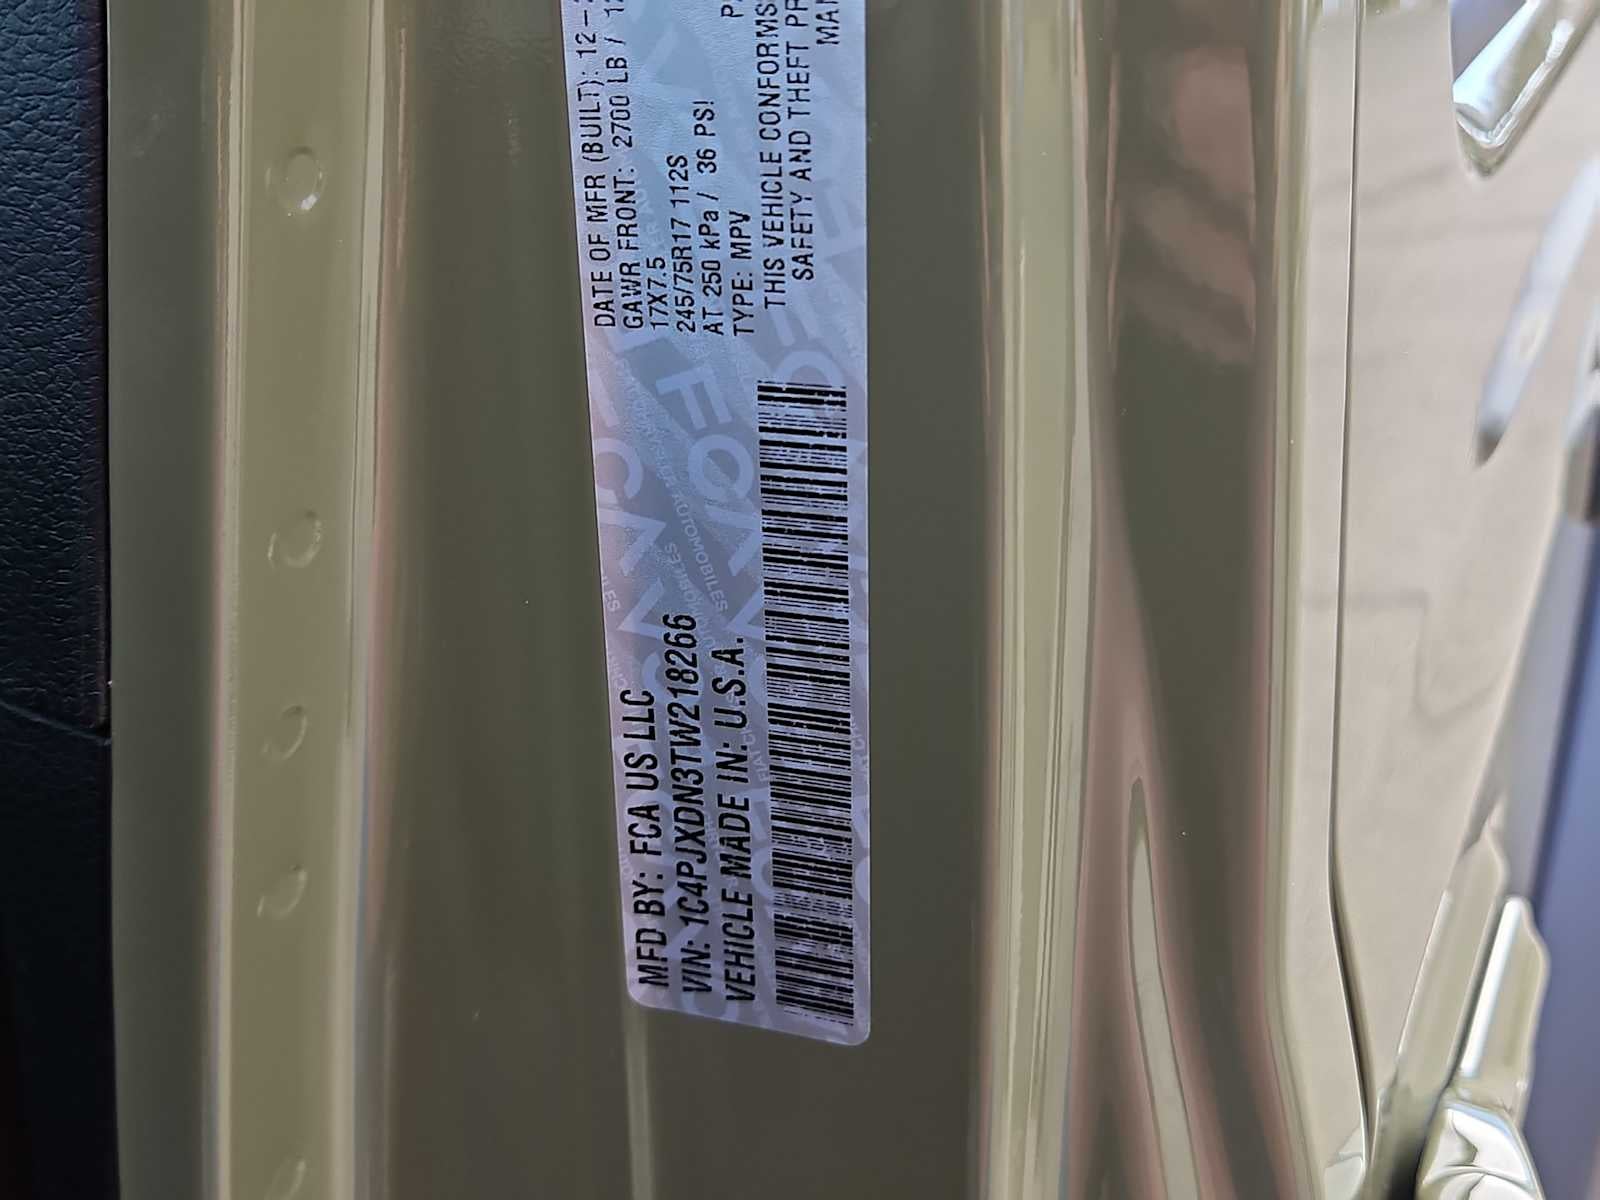 MFD BY: FCA US LLC
VIN: 1C4PJXDN3TW218266
VEHICLE MADE IN: U.S.A.
DATE OF MFR (BUILT): 12-
GAWR FRONT: 2700 LB /
17X7.5
245/75R17 112S
AT 250 kPa / 36 PSI
TYPE: MPV
THIS VEHICLE CONFORMS
SAFETY AND THEFT